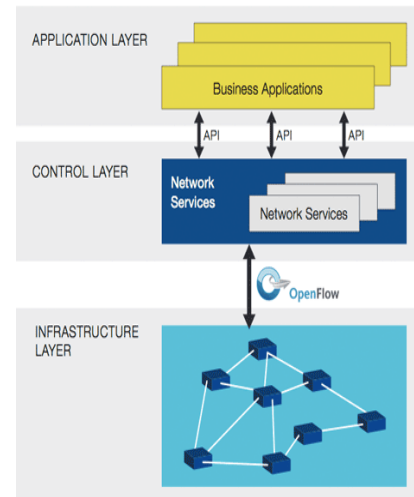 APPLICATION LAYER
Business Applications
API
API
API
CONTROL LAYER
Network
Services
Network Services
OpenFlow
INFRASTRUCTURE
LAYER